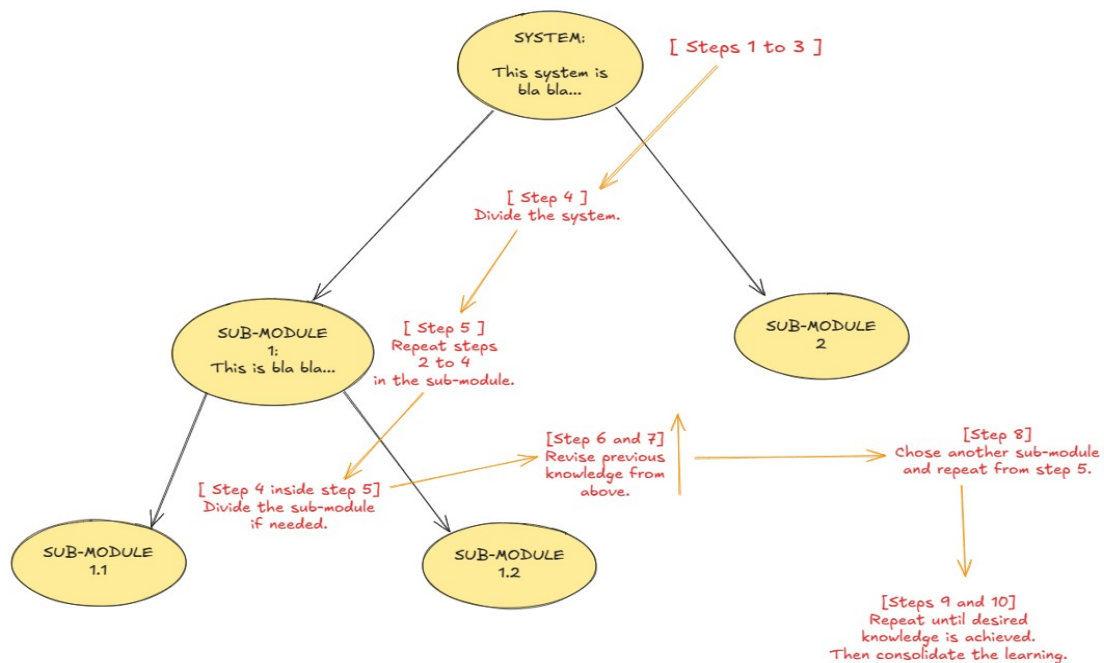 SYSTEM:
This system is
bla bla...
[ Steps 1 to 3 ]
[ Step 4 ]
Divide the system.
SUB-MODULE
1:
This is bla bla...
[ Step 5 ]
Repeat steps
2 to 4
in the sub-module.
SUB-MODULE
2
[ Step 4 inside step 5]
Divide the sub-module
if needed.
[Step 6 and 7]
Revise previous
knowledge from
above.
[Step 8]
Chose another sub-module
and repeat from step 5.
SUB-MODULE
1.1
SUB-MODULE
1.2
[Steps 9 and 10]
Repeat until desired
knowledge is achieved.
Then consolidate the learning.